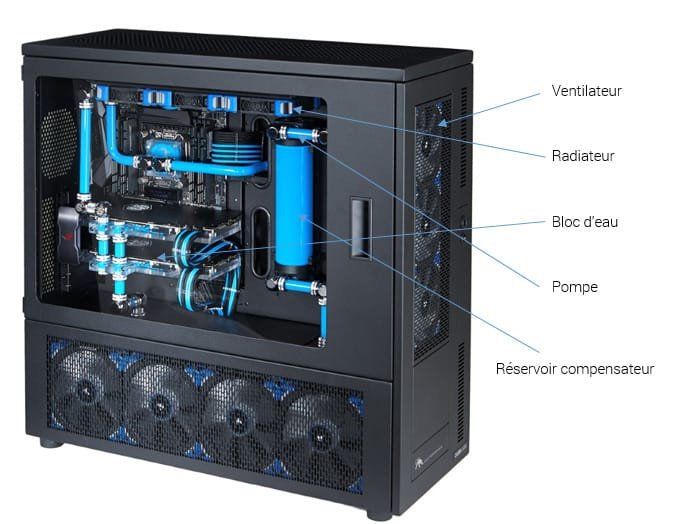 Ventilateur
Radiateur
Bloc d'eau
Pompe
Réservoir compensateur